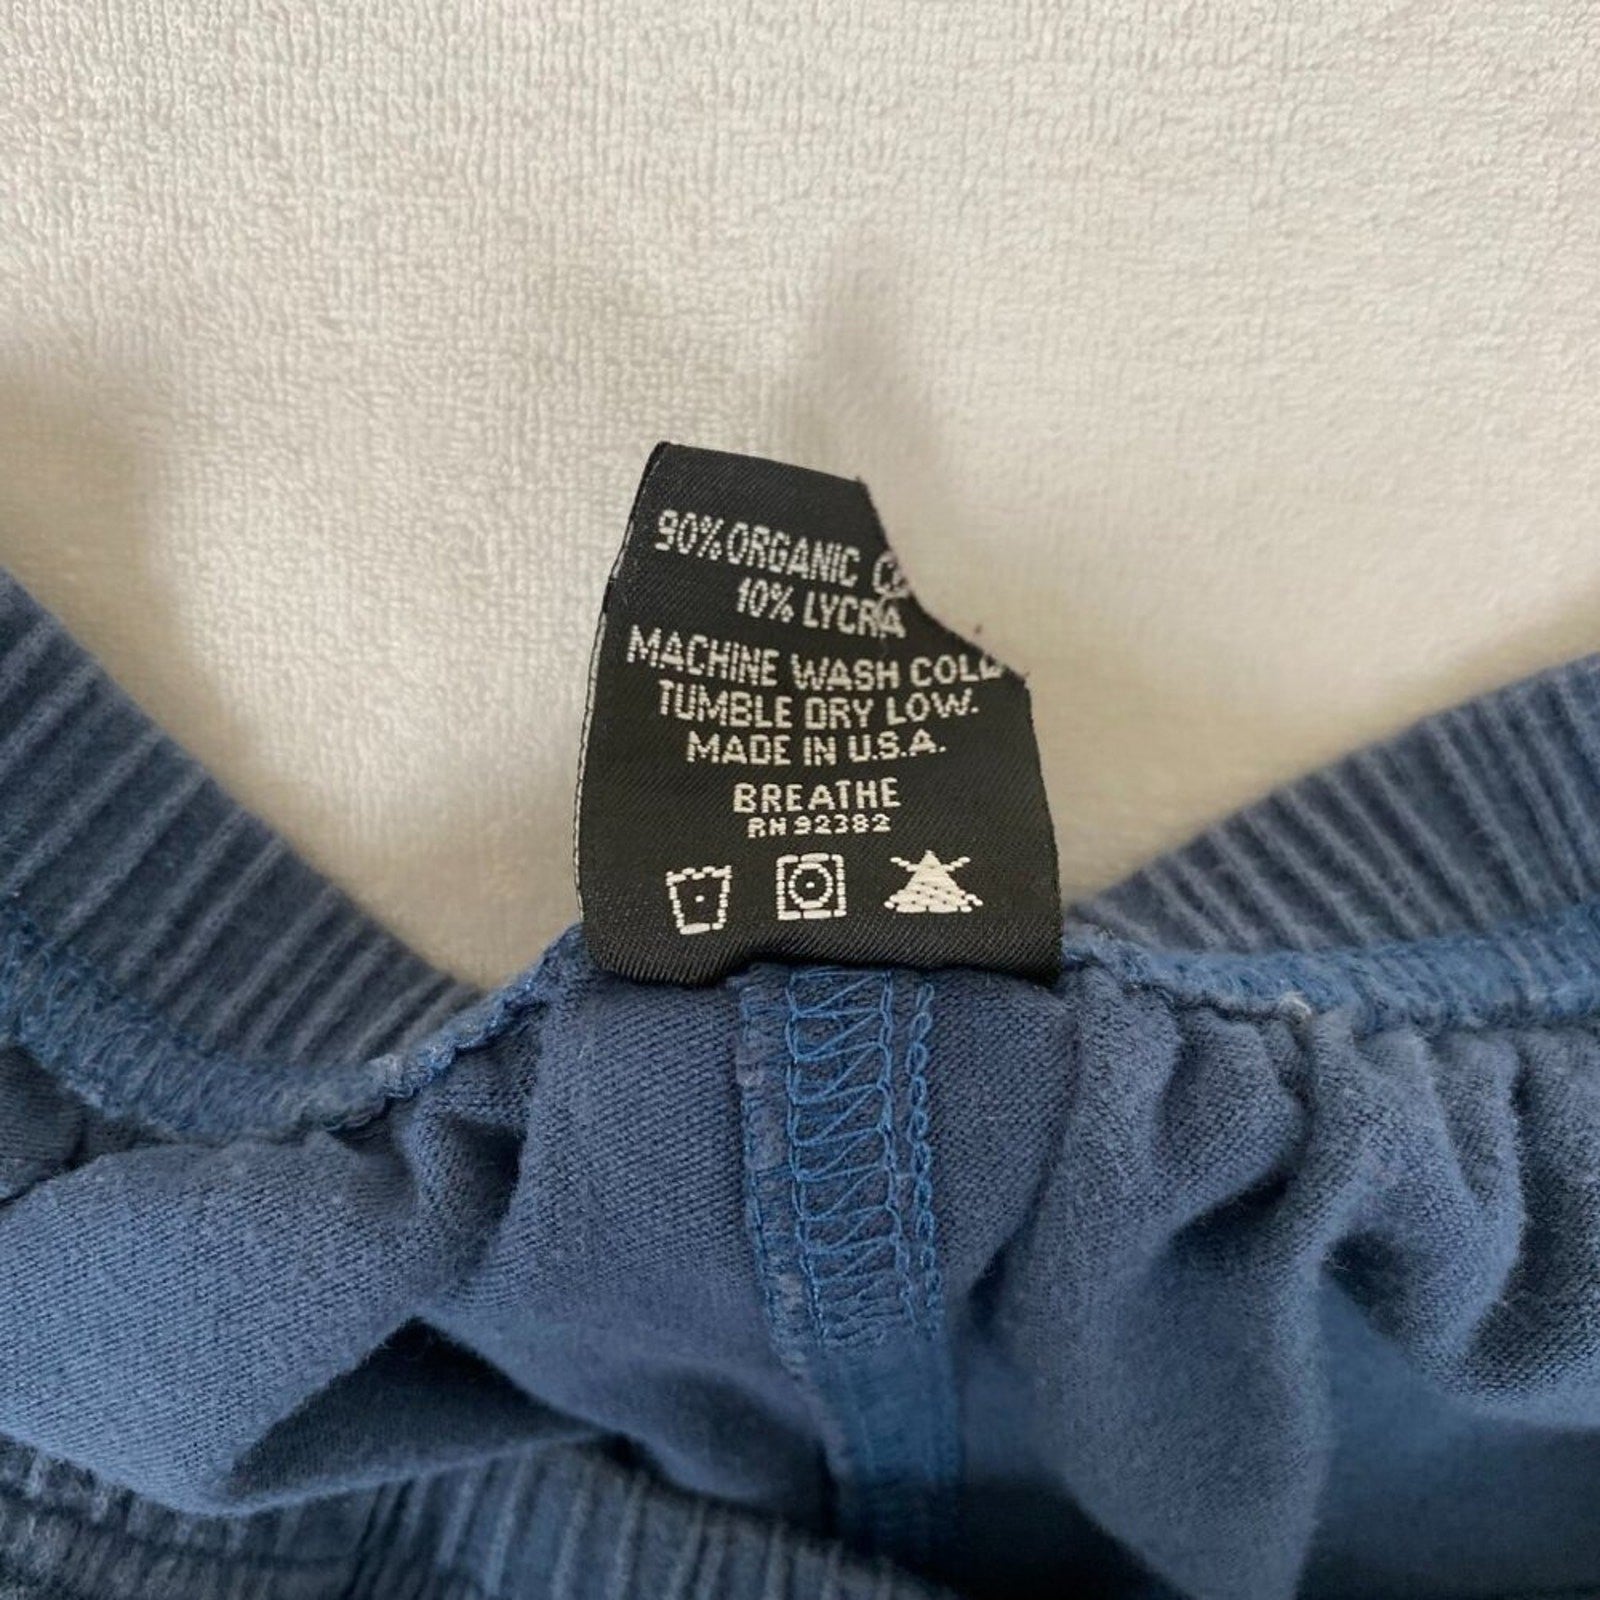 90% ORGANIC
10% LYCRA
MACHINE WASH COLD
TUMBLE DRY LOW.
MADE IN U.S.A.
BREATHE
RN 92382